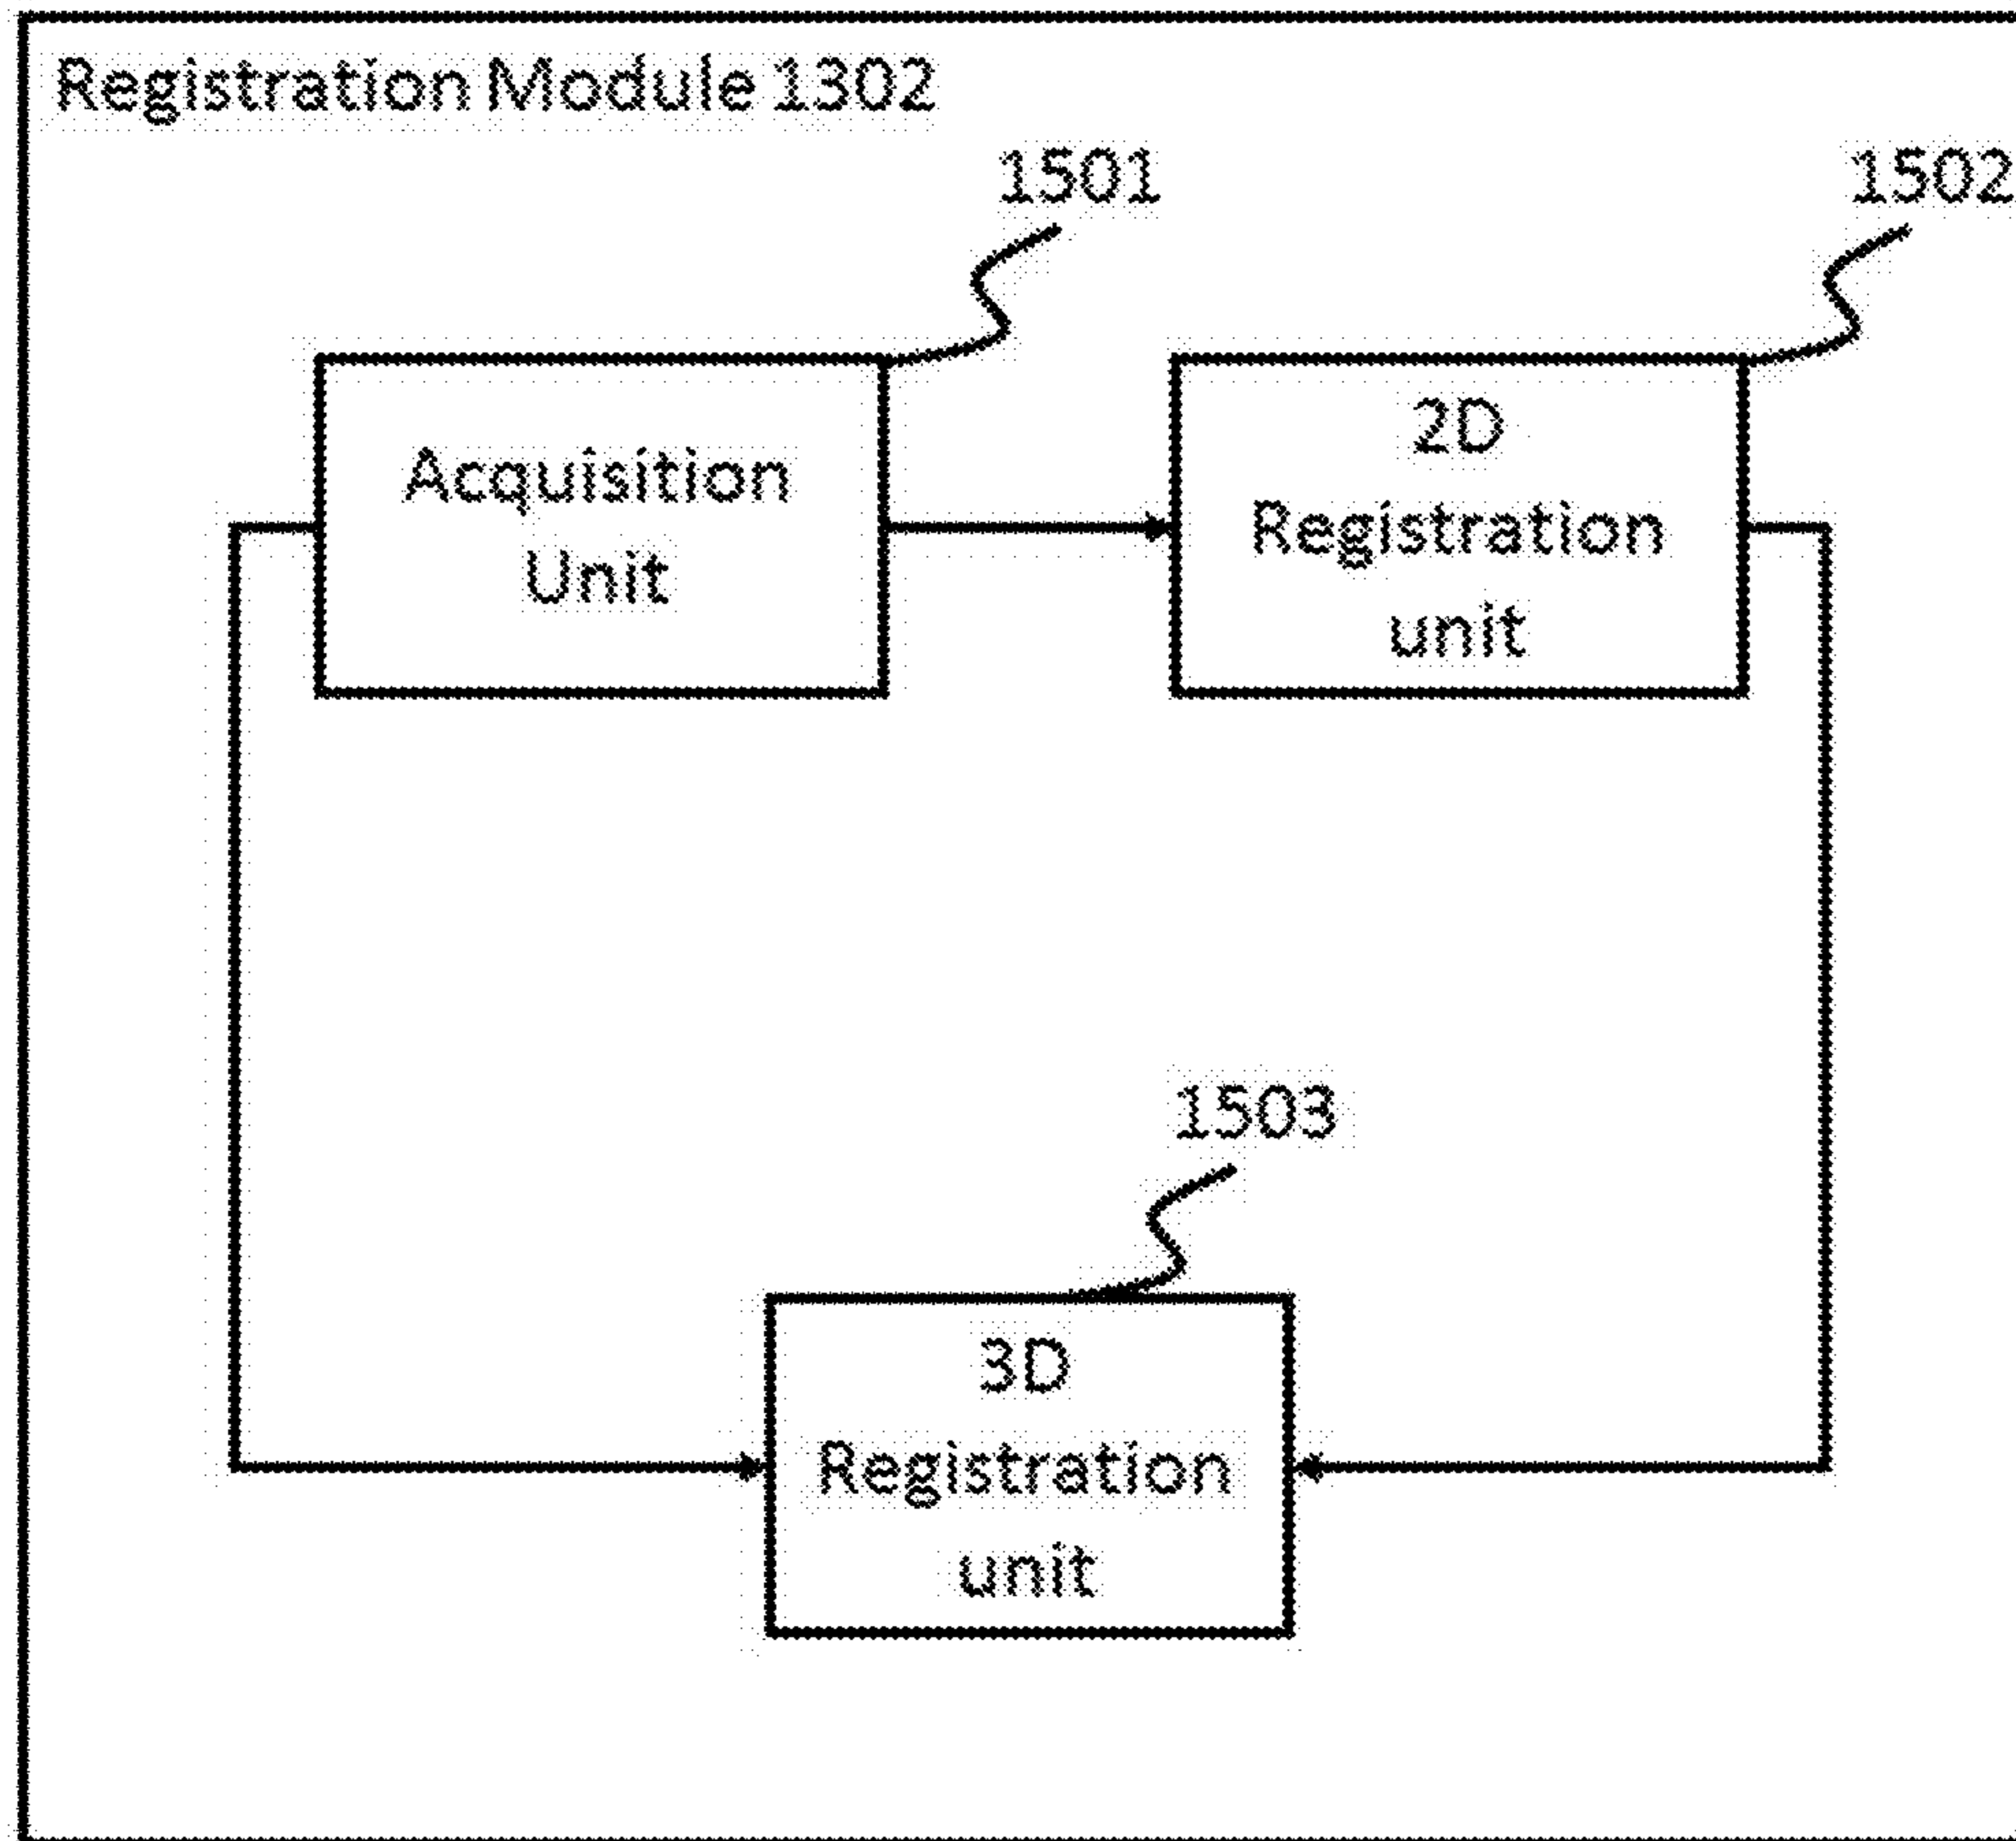 Registration Module 1302
1501
1502
Acquisition
Unit
2D
Registration
unit
1503
3D
Registration
unit